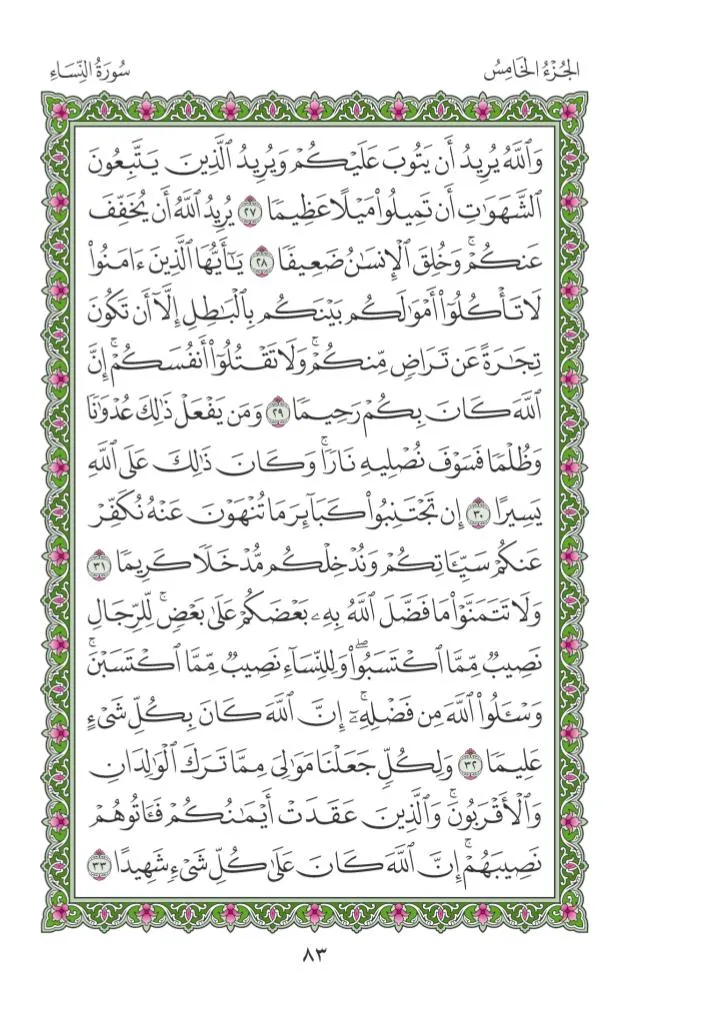 الجُزْءُ الخَامِسُ
سُورَةُ النِّسَاءِ
وَٱللَّهُ يُرِيدُ أَن يَتُوبَ عَلَيْكُمْ وَيُرِيدُ ٱلَّذِينَ يَتَّبِعُونَ
ٱلشَّهَوَٰتِ أَن تَمِيلُوا۟ مَيْلًا عَظِيمًا ٢٧ يُرِيدُ ٱللَّهُ أَن يُخَفِّفَ
عَنكُمْۚ وَخُلِقَ ٱلْإِنسَٰنُ ضَعِيفًا ٢٨ يَٰٓأَيُّهَا ٱلَّذِينَ ءَامَنُوا۟
لَا تَأْكُلُوٓا۟ أَمْوَٰلَكُم بَيْنَكُم بِٱلْبَٰطِلِ إِلَّآ أَن تَكُونَ
تِجَٰرَةً عَن تَرَاضٍ مِّنكُمْۚ وَلَا تَقْتُلُوٓا۟ أَنفُسَكُمْۚ إِنَّ
ٱللَّهَ كَانَ بِكُمْ رَحِيمًا ٢٩ وَمَن يَفْعَلْ ذَٰلِكَ عُدْوَٰنًا
وَظُلْمًا فَسَوْفَ نُصْلِيهِ نَارًاۚ وَكَانَ ذَٰلِكَ عَلَى ٱللَّهِ
يَسِيرًا ٣٠ إِن تَجْتَنِبُوا۟ كَبَآئِرَ مَا تُنْهَوْنَ عَنْهُ نُكَفِّرْ
عَنكُمْ سَيِّـَٔاتِكُمْ وَنُدْخِلْكُم مُّدْخَلًا كَرِيمًا ٣١
وَلَا تَتَمَنَّوْا۟ مَا فَضَّلَ ٱللَّهُ بِهِۦ بَعْضَكُمْ عَلَىٰ بَعْضٍۚ لِّلرِّجَالِ
نَصِيبٌ مِّمَّا ٱكْتَسَبُوا۟ۖ وَلِلنِّسَآءِ نَصِيبٌ مِّمَّا ٱكْتَسَبْنَۚ
وَسْـَٔلُوا۟ ٱللَّهَ مِن فَضْلِهِۦٓۚ إِنَّ ٱللَّهَ كَانَ بِكُلِّ شَىْءٍ
عَلِيمًا ٣٢ وَلِكُلٍّ جَعَلْنَا مَوَٰلِىَ مِمَّا تَرَكَ ٱلْوَٰلِدَانِ
وَٱلْأَقْرَبُونَۚ وَٱلَّذِينَ عَقَدَتْ أَيْمَٰنُكُمْ فَـَٔاتُوهُمْ
نَصِيبَهُمْۚ إِنَّ ٱللَّهَ كَانَ عَلَىٰ كُلِّ شَىْءٍ شَهِيدًا ٣٣
٨٣